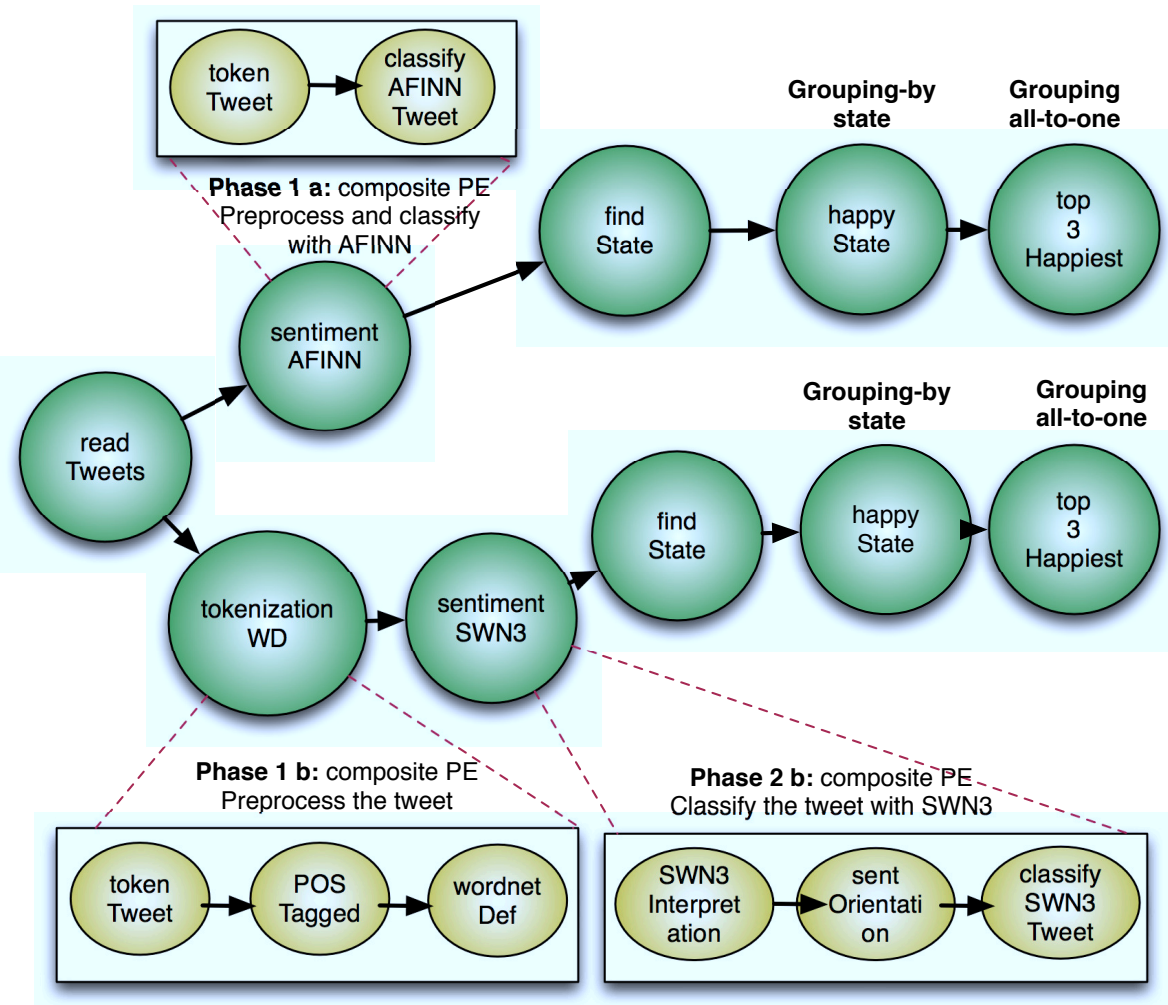 token
Tweet
classify
AFINN
Tweet
Phase 1 a: composite PE
Preprocess and classify
with AFINN
Grouping-by
state
Grouping
all-to-one
find
State
happy
State
top
3
Happiest
sentiment
AFINN
read
Tweets
Grouping-by
state
Grouping
all-to-one
find
State
happy
State
top
3
Happiest
tokenization
WD
sentiment
SWN3
Phase 1 b: composite PE
Preprocess the tweet
Phase 2 b: composite PE
Classify the tweet with SWN3
token
Tweet
POS
Tagged
wordnet
Def
SWN3
Interpret
ation
sent
Orientati
on
classify
SWN3
Tweet